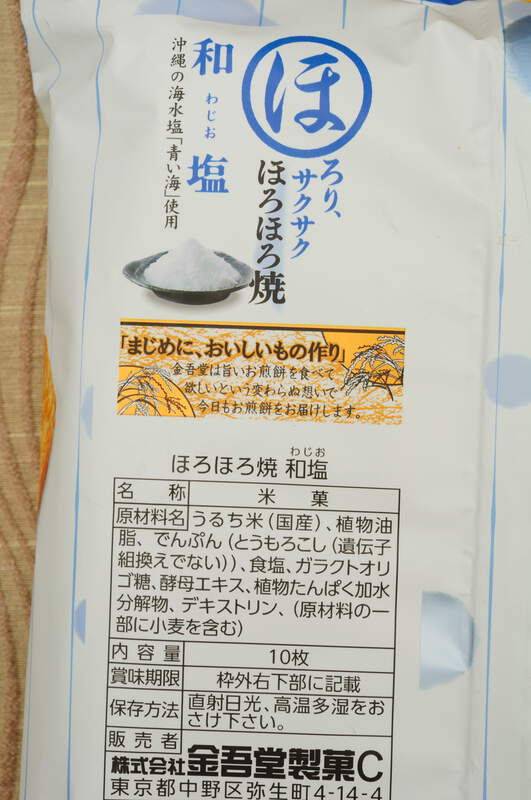 ほろり、
サクサク
ほろほろ焼
和塩
わじお
沖縄の海水塩「青い海」使用
「まじめに、おいしいもの作り」
金吾堂は旨いお煎餅を食べて
欲しいという変わらぬ想いで
今日もお煎餅をお届けします。
わじお
ほろほろ焼 和塩
名称 米菓
原材料名 うるち米(国産)、植物油
脂、でんぷん(とうもろこし(遺伝子
組換えでない))、食塩、ガラクトオリ
ゴ糖、酵母エキス、植物たんぱく加水
分解物、デキストリン、(原材料の一
部に小麦を含む)
内容量 10枚
賞味期限 枠外右下部に記載
保存方法 直射日光、高温多湿をお
さけ下さい。
販売者
株式会社 金吾堂製菓C
東京都中野区弥生町4-14-4